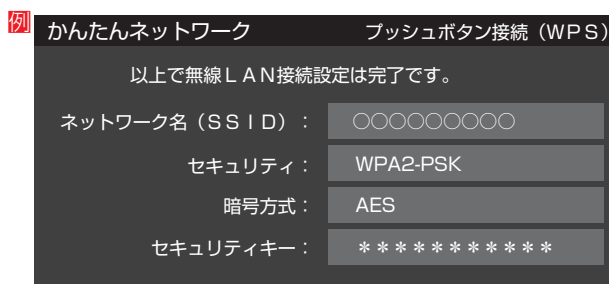 例
かんたんネットワーク プッシュボタン接続（WPS）
以上で無線ＬＡＮ接続設定は完了です。
ネットワーク名（ＳＳＩＤ）： ○○○○○○○○○
セキュリティ： WPA2-PSK
暗号方式： AES
セキュリティキー： ＊＊＊＊＊＊＊＊＊＊＊